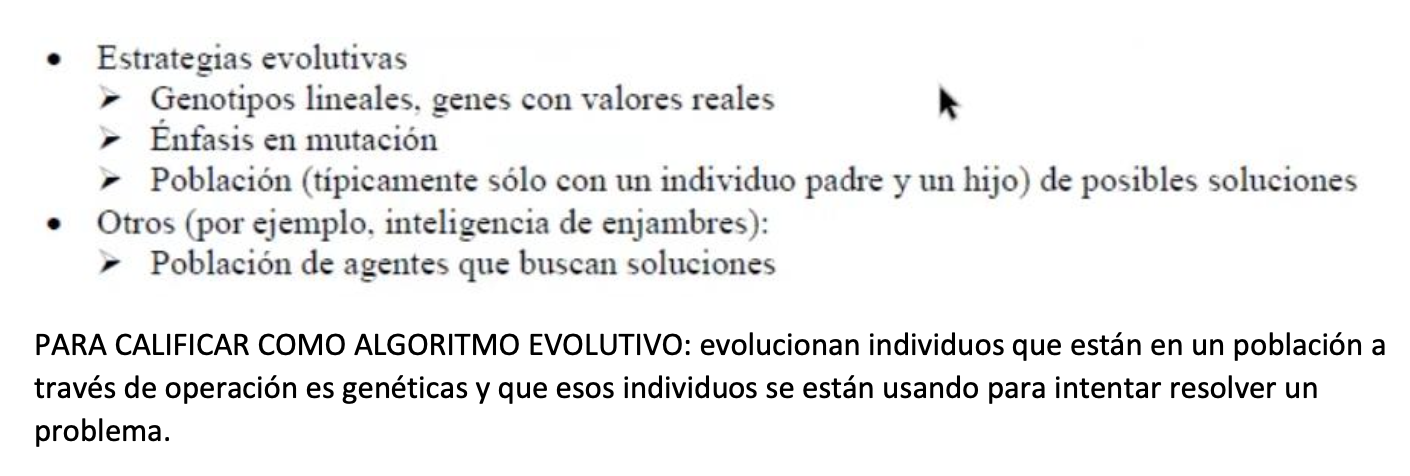 • Estrategias evolutivas
➢ Genotipos lineales, genes con valores reales
➢ Énfasis en mutación
➢ Población (típicamente sólo con un individuo padre y un hijo) de posibles soluciones
• Otros (por ejemplo, inteligencia de enjambres):
➢ Población de agentes que buscan soluciones
PARA CALIFICAR COMO ALGORITMO EVOLUTIVO: evolucionan individuos que están en un población a
través de operación es genéticas y que esos individuos se están usando para intentar resolver un
problema.